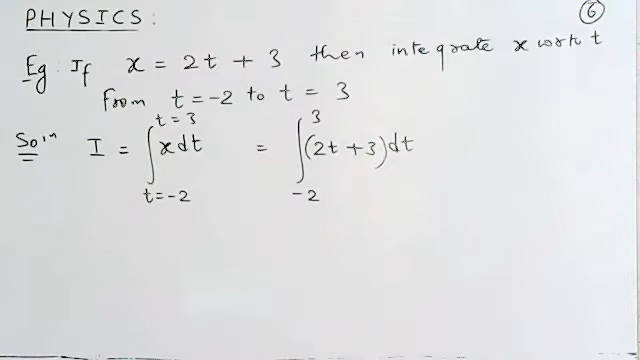 PHYSICS: ⑥
Eg: If x = 2t + 3 then integrate x w.r.t t
from t = -2 to t = 3
Soln I = ∫_{t=-2}^{t=3} x dt = ∫_{-2}^{3} (2t + 3) dt